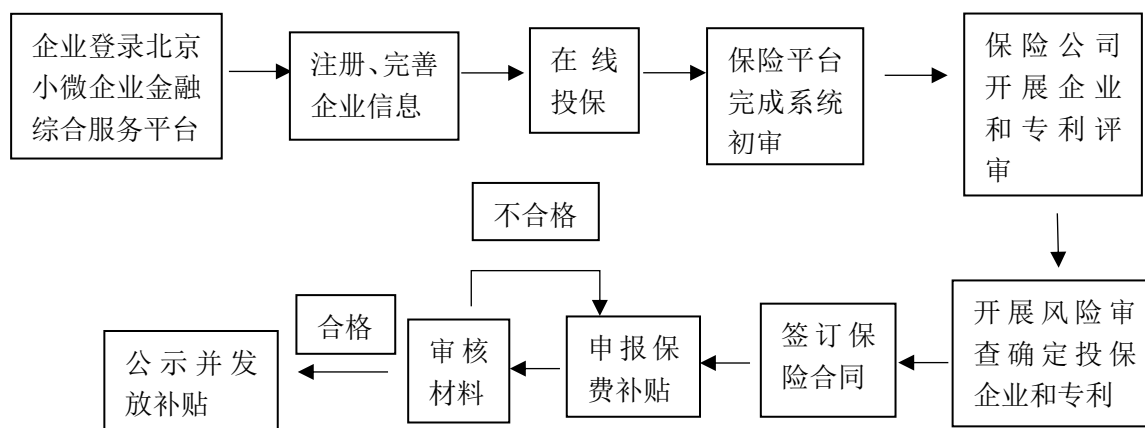 企业登录北京
小微企业金融
综合服务平台
注册、完善
企业信息
在线
投保
保险平台
完成系统
初审
保险公司
开展企业
和专利评
审
开展风险审
查确定投保
企业和专利
签订保
险合同
申报保
费补贴
审核
材料
不合格
合格
公示并发
放补贴